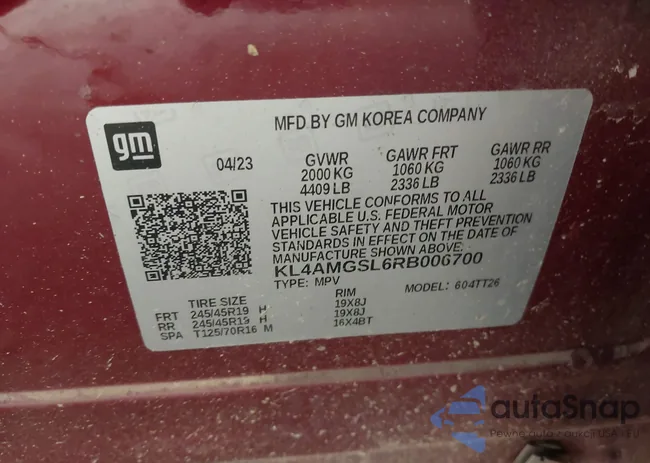 gm
MFD BY GM KOREA COMPANY
04/23 GVWR GAWR FRT GAWR RR
2000 KG 1060 KG 1060 KG
4409 LB 2336 LB 2336 LB
THIS VEHICLE CONFORMS TO ALL
APPLICABLE U.S. FEDERAL MOTOR
VEHICLE SAFETY AND THEFT PREVENTION
STANDARDS IN EFFECT ON THE DATE OF
MANUFACTURE SHOWN ABOVE.
KL4AMGSL6RB006700
TYPE: MPV MODEL: 604TT26
TIRE SIZE RIM
FRT 245/45R19 H 19X8J
RR 245/45R19 H 19X8J
SPA T125/70R16 M 16X4BT
autaSnap